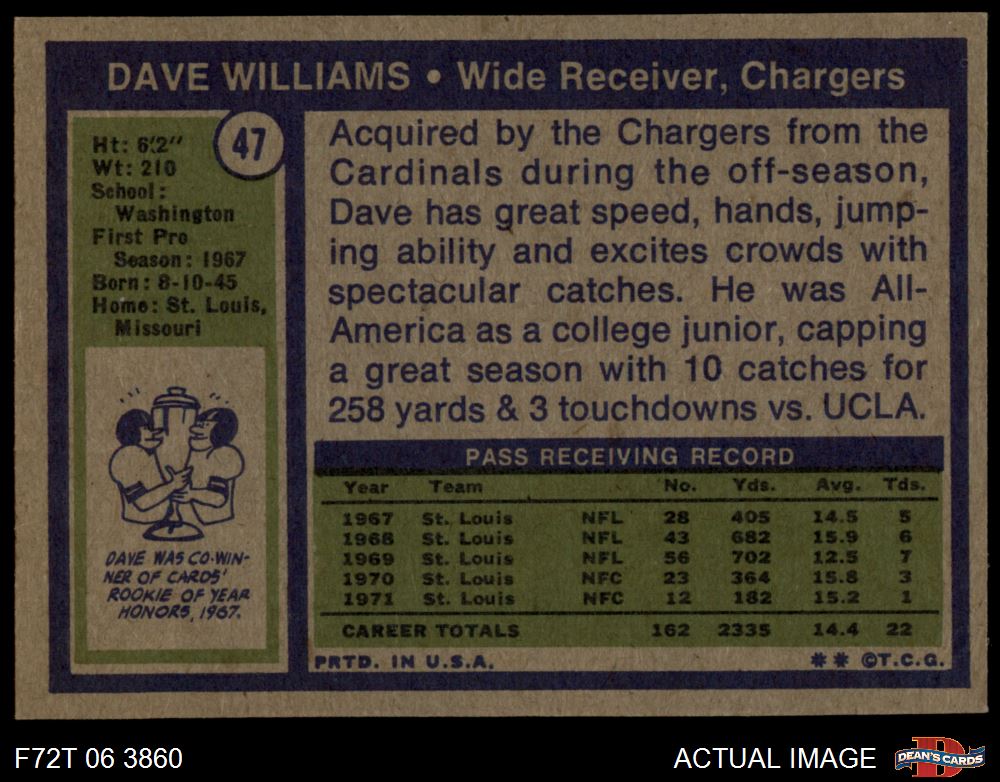 DAVE WILLIAMS • Wide Receiver, Chargers
47
Ht: 6'2"
Wt: 210
School:
Washington
First Pro
Season: 1967
Born: 8-10-45
Home: St. Louis,
Missouri
DAVE WAS CO-WIN-
NER OF CARDS'
ROOKIE OF YEAR
HONORS, 1967.
Acquired by the Chargers from the
Cardinals during the off-season,
Dave has great speed, hands, jump-
ing ability and excites crowds with
spectacular catches. He was All-
America as a college junior, capping
a great season with 10 catches for
258 yards & 3 touchdowns vs. UCLA.
PASS RECEIVING RECORD
Year Team No. Yds. Avg. Tds.
1967 St. Louis NFL 28 405 14.5 5
1968 St. Louis NFL 43 682 15.9 6
1969 St. Louis NFL 56 702 12.5 7
1970 St. Louis NFC 23 364 15.8 3
1971 St. Louis NFC 12 182 15.2 1
CAREER TOTALS 162 2335 14.4 22
PRTD. IN U.S.A. ** ©T.C.G.
F72T 06 3860 ACTUAL IMAGE
DEAN'S CARDS